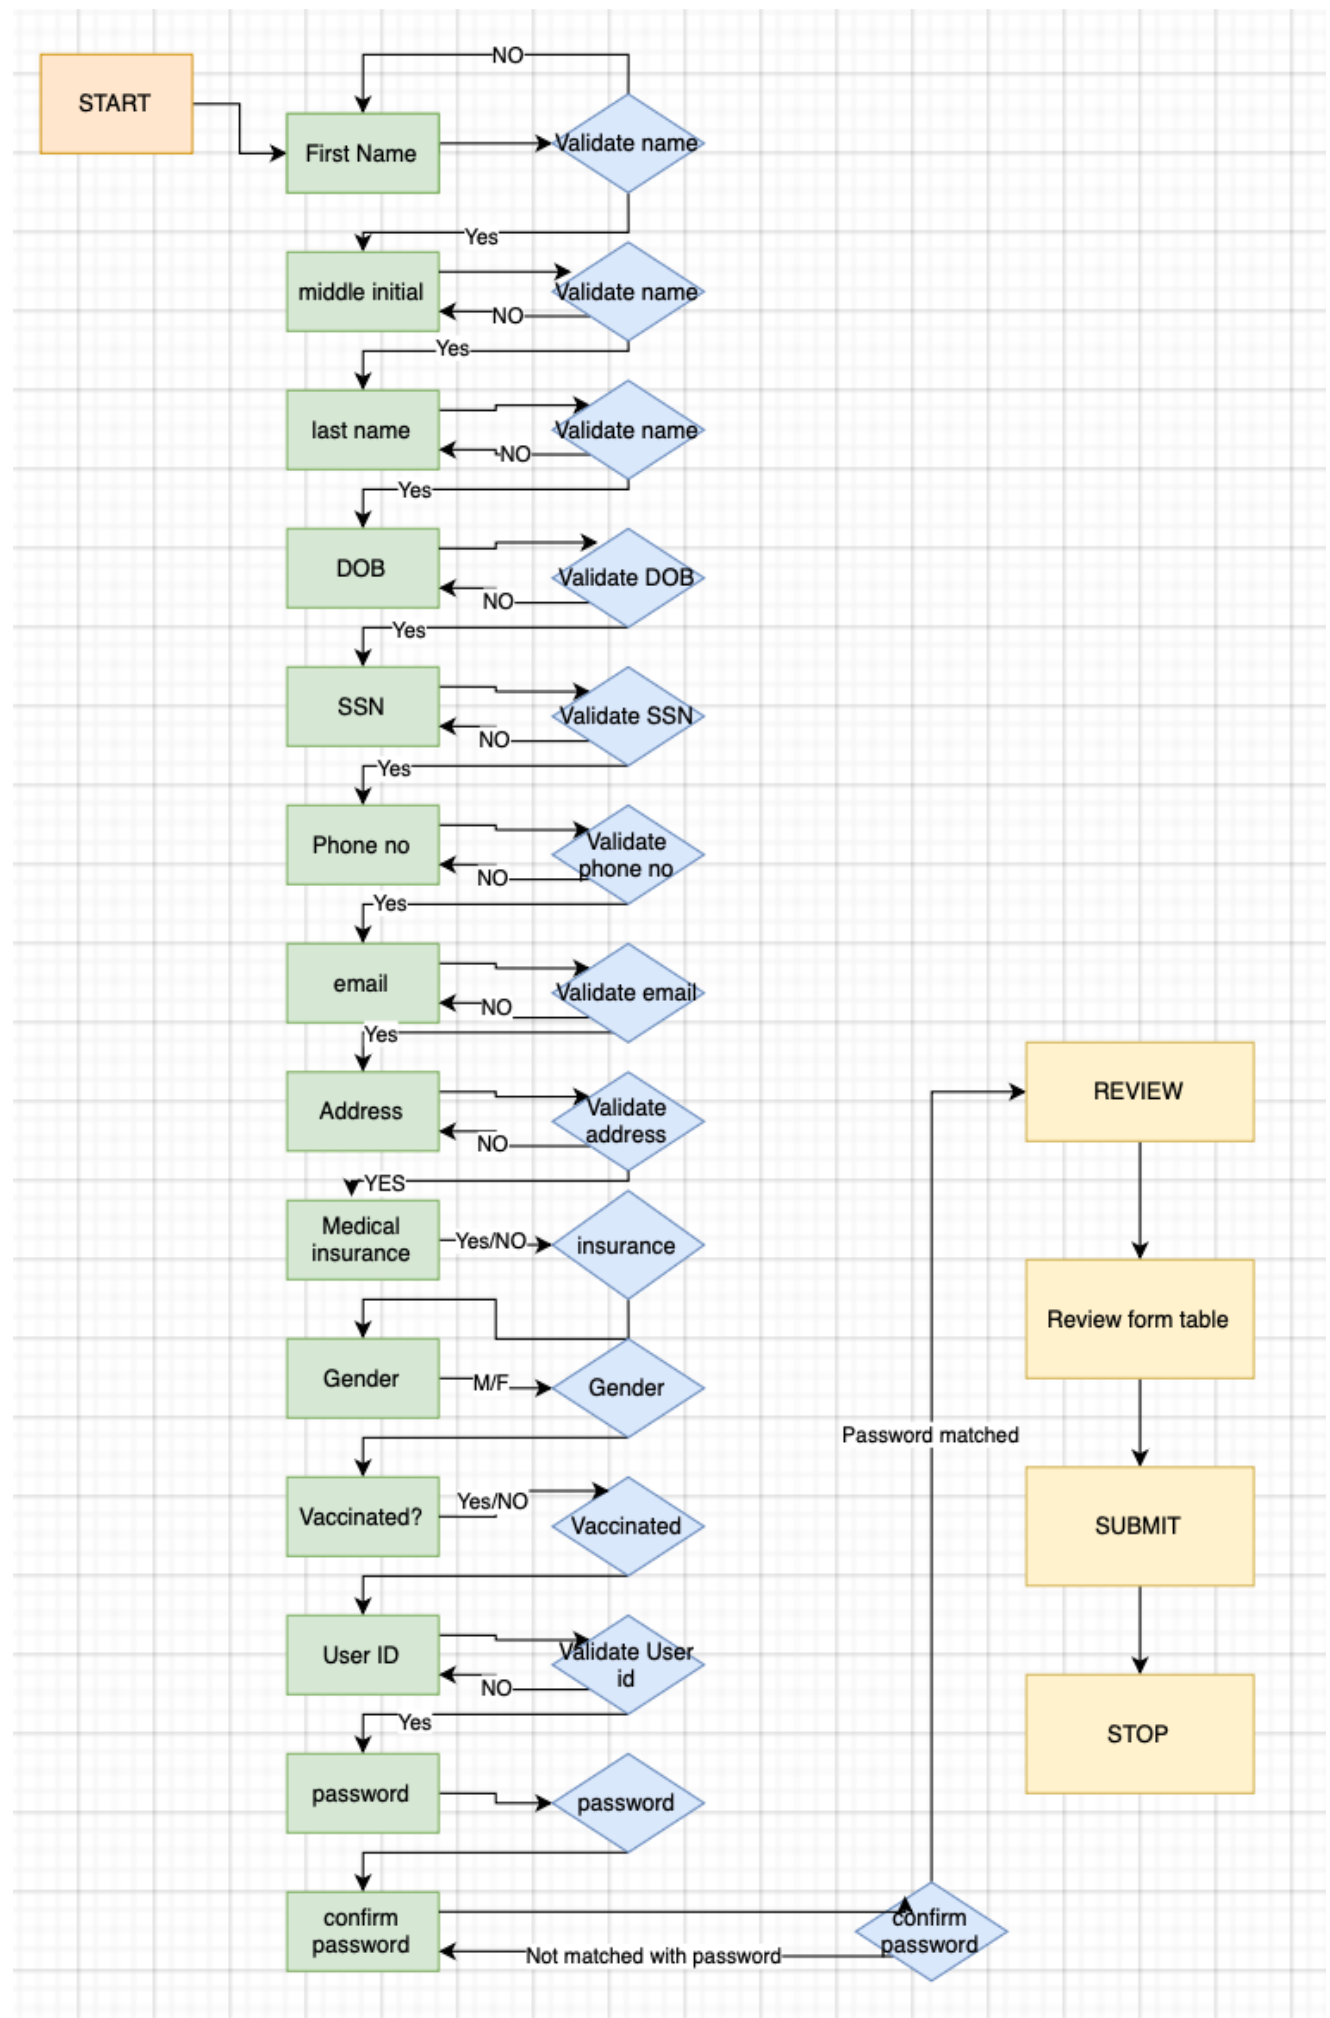 START
NO
First Name
Validate name
Yes
middle initial
Validate name
NO
Yes
last name
Validate name
NO
Yes
DOB
Validate DOB
NO
Yes
SSN
Validate SSN
NO
Yes
Phone no
Validate
phone no
NO
Yes
email
Validate email
NO
Yes
Address
Validate
address
NO
YES
Medical
insurance
Yes/NO
insurance
Gender
M/F
Gender
Vaccinated?
Yes/NO
Vaccinated
User ID
Validate User
id
NO
Yes
password
password
confirm
password
confirm
password
Not matched with password
Password matched
REVIEW
Review form table
SUBMIT
STOP